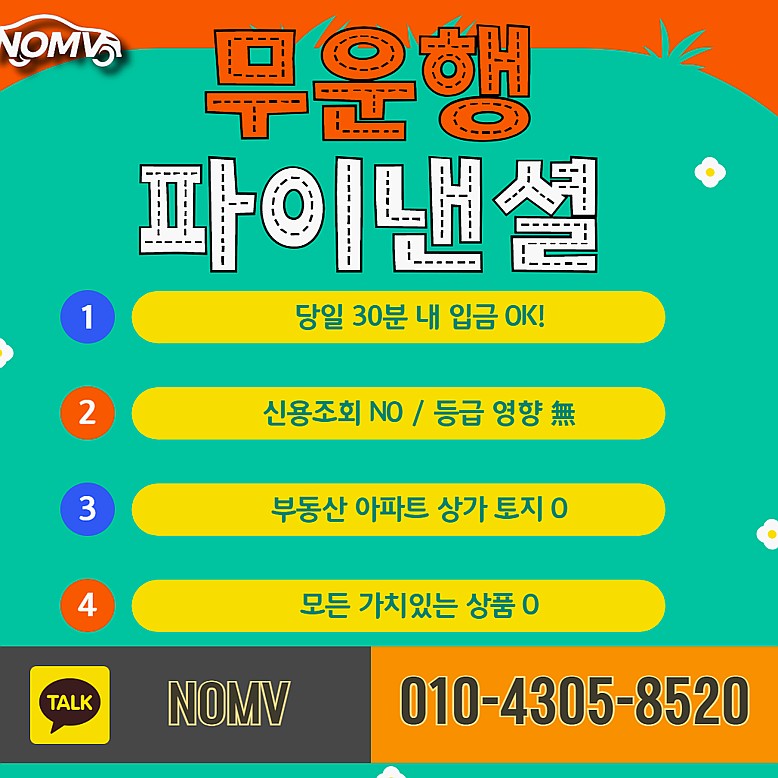 NOMV
무운행
파이낸셜
1 당일 30분 내 입금 OK!
2 신용조회 NO / 등급 영향 無
3 부동산 아파트 상가 토지 O
4 모든 가치있는 상품 O
TALK NOMV 010-4305-8520